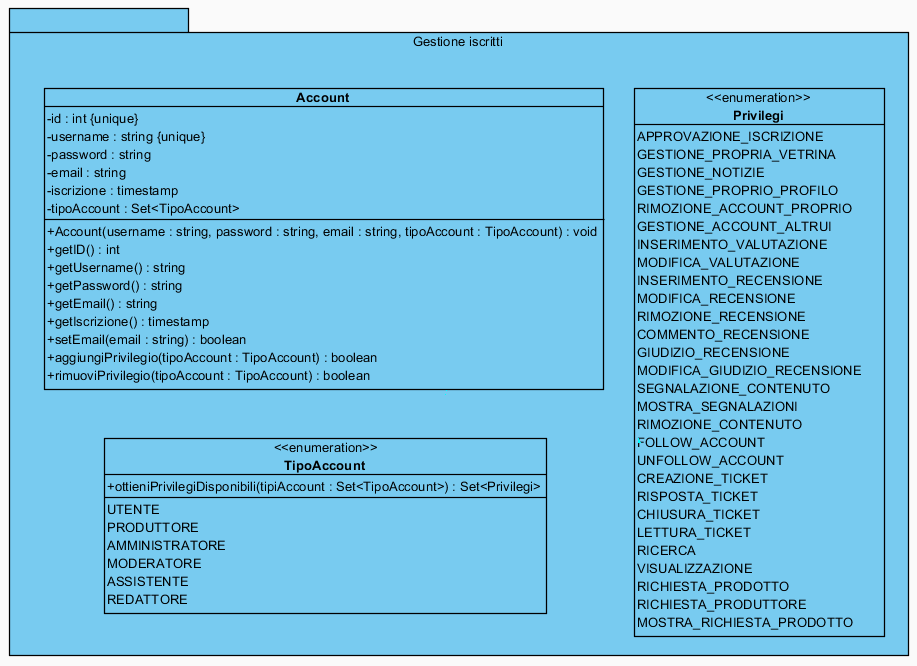 Gestione iscritti
Account
-id : int {unique}
-username : string {unique}
-password : string
-email : string
-iscrizione : timestamp
-tipoAccount : Set<TipoAccount>
+Account(username : string, password : string, email : string, tipoAccount : TipoAccount) : void
+getID() : int
+getUsername() : string
+getPassword() : string
+getEmail() : string
+getIscrizione() : timestamp
+setEmail(email : string) : boolean
+aggiungiPrivilegio(tipoAccount : TipoAccount) : boolean
+rimuoviPrivilegio(tipoAccount : TipoAccount) : boolean
<<enumeration>>
TipoAccount
+ottieniPrivilegiDisponibili(tipiAccount : Set<TipoAccount>) : Set<Privilegi>
UTENTE
PRODUTTORE
AMMINISTRATORE
MODERATORE
ASSISTENTE
REDATTORE
<<enumeration>>
Privilegi
APPROVAZIONE_ISCRIZIONE
GESTIONE_PROPRIA_VETRINA
GESTIONE_NOTIZIE
GESTIONE_PROPRIO_PROFILO
RIMOZIONE_ACCOUNT_PROPRIO
GESTIONE_ACCOUNT_ALTRUI
INSERIMENTO_VALUTAZIONE
MODIFICA_VALUTAZIONE
INSERIMENTO_RECENSIONE
MODIFICA_RECENSIONE
RIMOZIONE_RECENSIONE
COMMENTO_RECENSIONE
GIUDIZIO_RECENSIONE
MODIFICA_GIUDIZIO_RECENSIONE
SEGNALAZIONE_CONTENUTO
MOSTRA_SEGNALAZIONI
RIMOZIONE_CONTENUTO
FOLLOW_ACCOUNT
UNFOLLOW_ACCOUNT
CREAZIONE_TICKET
RISPOSTA_TICKET
CHIUSURA_TICKET
LETTURA_TICKET
RICERCA
VISUALIZZAZIONE
RICHIESTA_PRODOTTO
RICHIESTA_PRODUTTORE
MOSTRA_RICHIESTA_PRODOTTO